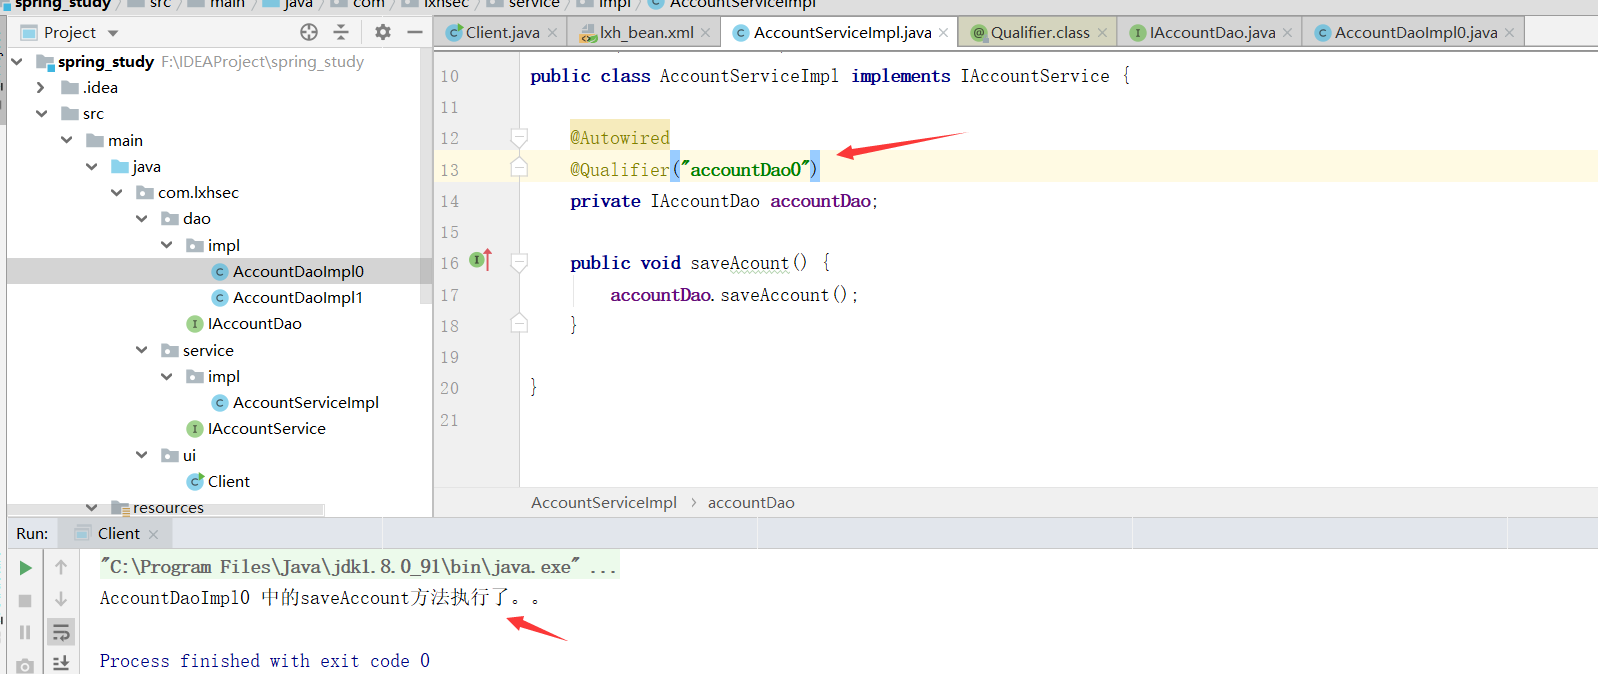 spring_study src main java com lxhsec service impl AccountServiceImpl
Project
Client.java lxh_bean.xml AccountServiceImpl.java Qualifier.class IAccountDao.java AccountDaoImpl0.java
spring_study F:\IDEAProject\spring_study
.idea
src
main
java
com.lxhsec
dao
impl
AccountDaoImpl0
AccountDaoImpl1
IAccountDao
service
impl
AccountServiceImpl
IAccountService
ui
Client
resources
10 public class AccountServiceImpl implements IAccountService {
11
12 @Autowired
13 @Qualifier("accountDao0")
14 private IAccountDao accountDao;
15
16 public void saveAcount() {
17 accountDao.saveAccount();
18 }
19
20 }
21
AccountServiceImpl › accountDao
Run: Client
"C:\Program Files\Java\jdk1.8.0_91\bin\java.exe" ...
AccountDaoImpl0 中的saveAccount方法执行了。。
Process finished with exit code 0